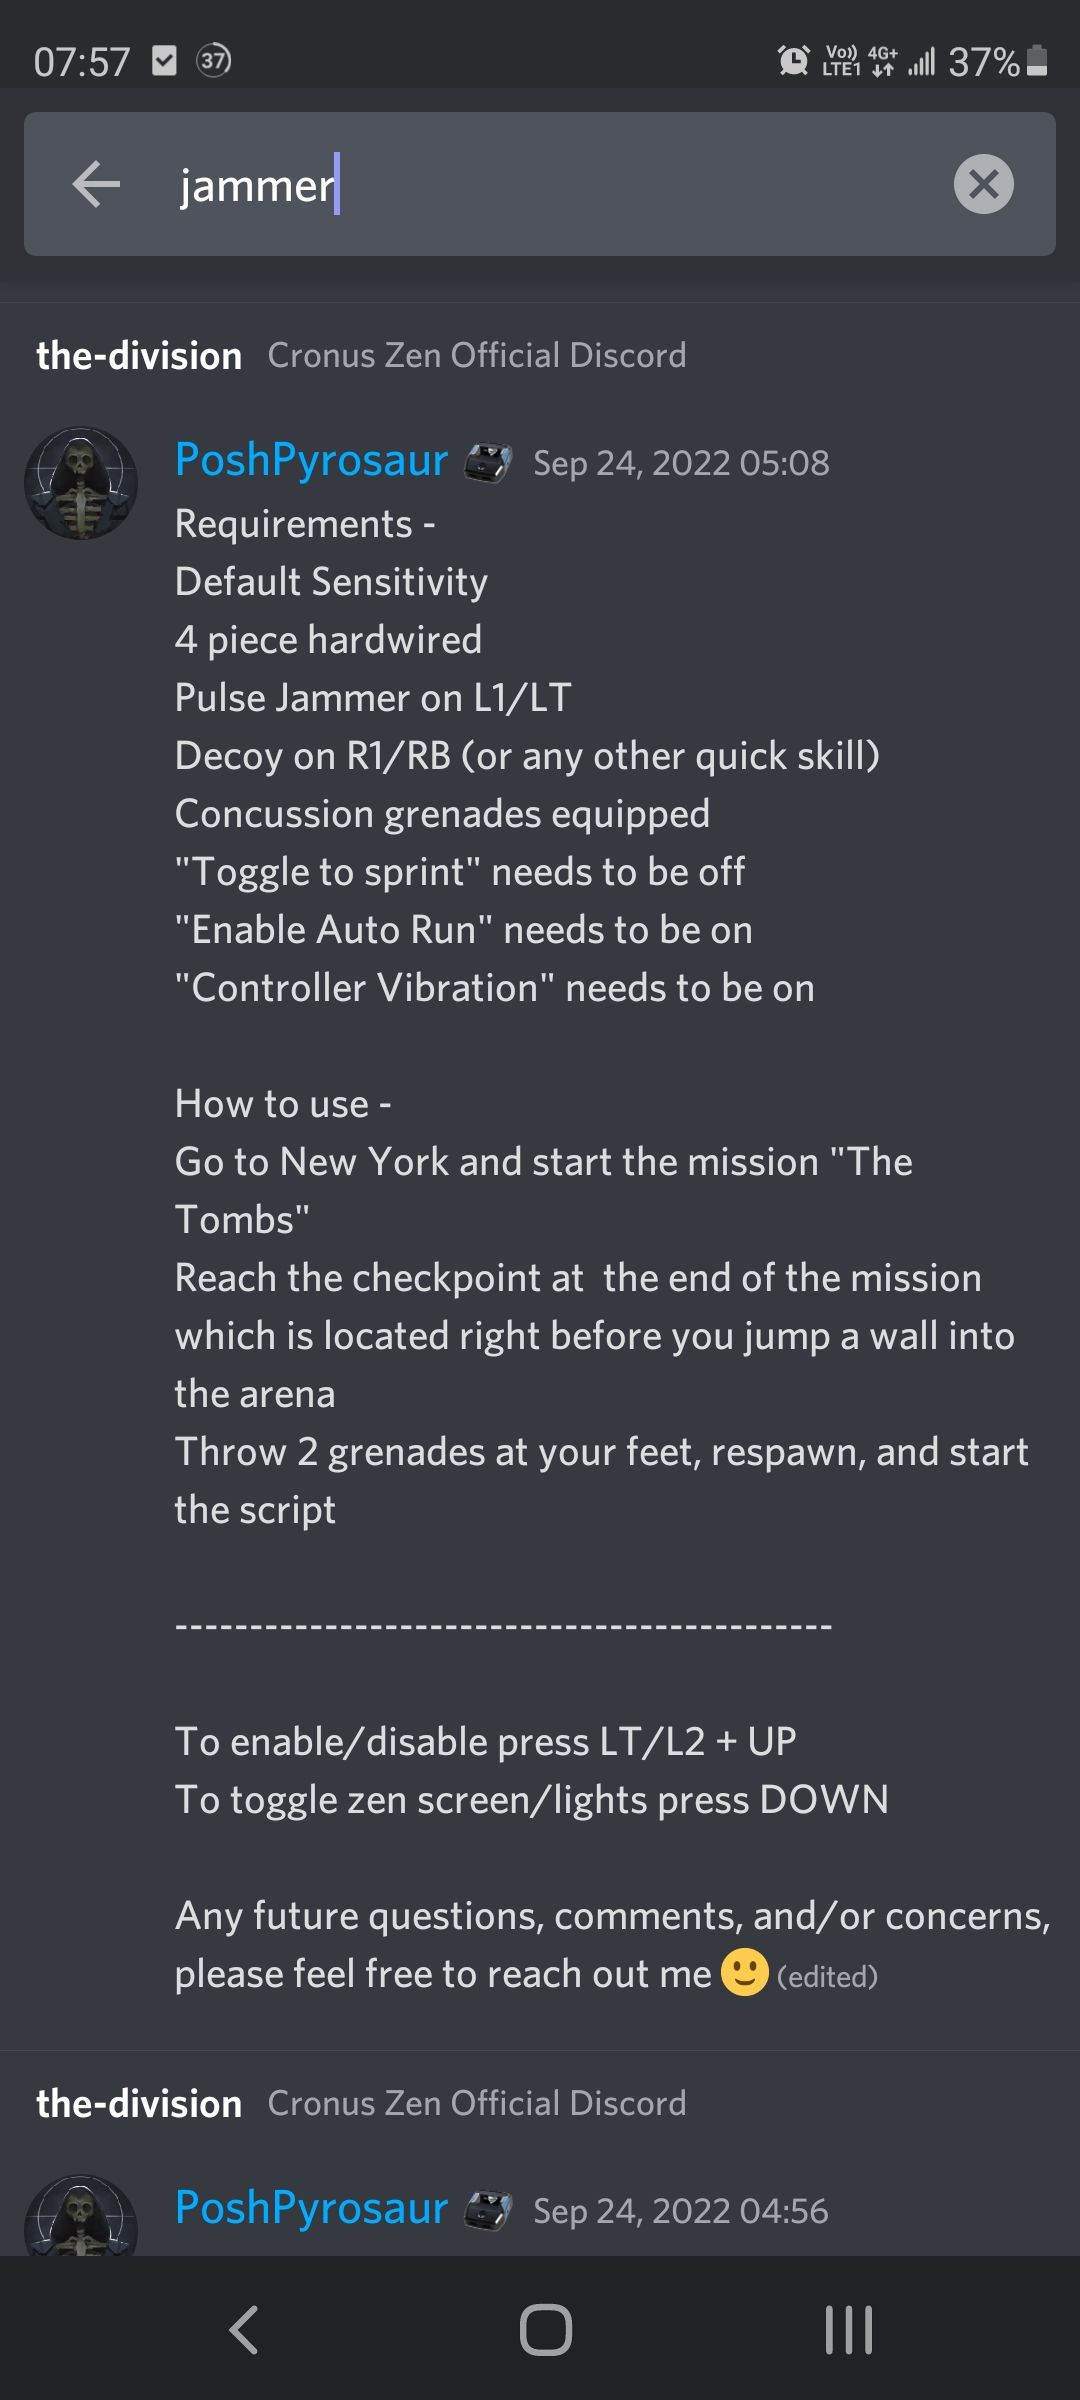 07:57 37 Vo)) LTE1 4G+ 37%
jammer
the-division Cronus Zen Official Discord
PoshPyrosaur Sep 24, 2022 05:08
Requirements -
Default Sensitivity
4 piece hardwired
Pulse Jammer on L1/LT
Decoy on R1/RB (or any other quick skill)
Concussion grenades equipped
"Toggle to sprint" needs to be off
"Enable Auto Run" needs to be on
"Controller Vibration" needs to be on
How to use -
Go to New York and start the mission "The
Tombs"
Reach the checkpoint at  the end of the mission
which is located right before you jump a wall into
the arena
Throw 2 grenades at your feet, respawn, and start
the script
--------------------------------------------
To enable/disable press LT/L2 + UP
To toggle zen screen/lights press DOWN
Any future questions, comments, and/or concerns,
please feel free to reach out me 🙂 (edited)
the-division Cronus Zen Official Discord
PoshPyrosaur Sep 24, 2022 04:56